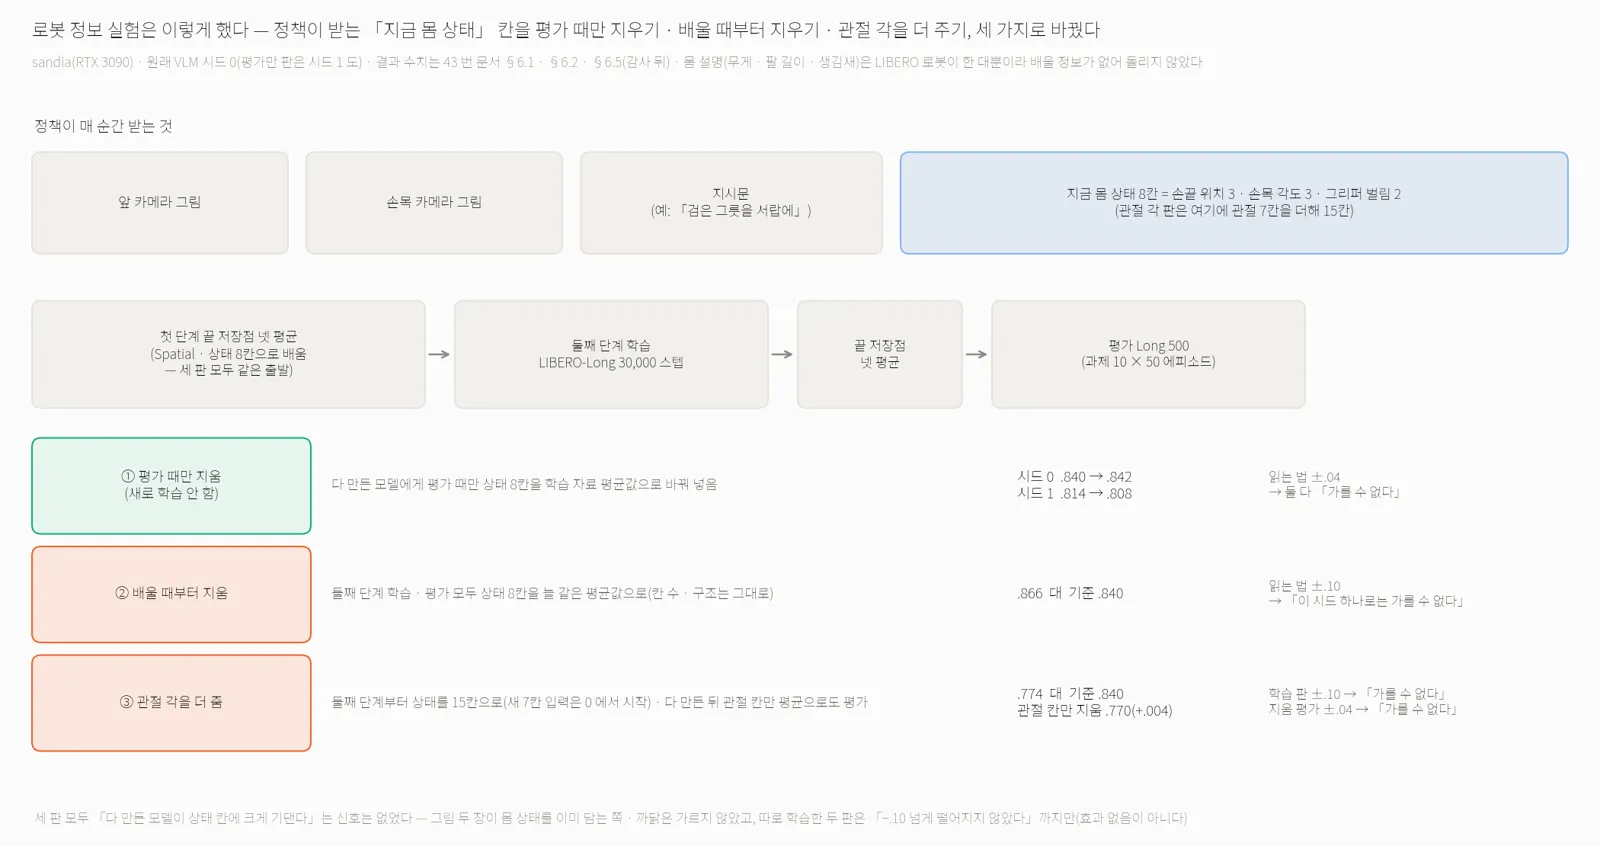 로봇 정보 실험은 이렇게 했다 — 정책이 받는 「지금 몸 상태」 칸을 평가 때만 지우기 · 배울 때부터 지우기 · 관절 각을 더 주기, 세 가지로 바꿨다
sandia(RTX 3090) · 원래 VLM 시드 0(평가만 판은 시드 1 도) · 결과 수치는 43 번 문서 §6.1 · §6.2 · §6.5(감사 뒤) · 몸 설명(무게 · 팔 길이 · 생김새)은 LIBERO 로봇이 한 대뿐이라 배울 정보가 없어 돌리지 않았다
정책이 매 순간 받는 것
앞 카메라 그림
손목 카메라 그림
지시문
(예: 「검은 그릇을 서랍에」)
지금 몸 상태 8칸 = 손끝 위치 3 · 손목 각도 3 · 그리퍼 벌림 2
(관절 각 판은 여기에 관절 7칸을 더해 15칸)
첫 단계 끝 저장점 넷 평균
(Spatial · 상태 8칸으로 배움
— 세 판 모두 같은 출발)
둘째 단계 학습
LIBERO-Long 30,000 스텝
끝 저장점
넷 평균
평가 Long 500
(과제 10 × 50 에피소드)
① 평가 때만 지움
(새로 학습 안 함)
다 만든 모델에게 평가 때만 상태 8칸을 학습 자료 평균값으로 바꿔 넣음
시드 0 .840 → .842
시드 1 .814 → .808
읽는 법 ±.04
→ 둘 다 「가를 수 없다」
② 배울 때부터 지움
둘째 단계 학습 · 평가 모두 상태 8칸을 늘 같은 평균값으로(칸 수 · 구조는 그대로)
.866 대 기준 .840
읽는 법 ±.10
→ 「이 시드 하나로는 가를 수 없다」
③ 관절 각을 더 줌
둘째 단계부터 상태를 15칸으로(새 7칸 입력은 0 에서 시작) · 다 만든 뒤 관절 칸만 평균으로도 평가
.774 대 기준 .840
관절 칸만 지움 .770(+.004)
학습 판 ±.10 → 「가를 수 없다」
지움 평가 ±.04 → 「가를 수 없다」
세 판 모두 「다 만든 모델이 상태 칸에 크게 기댄다」는 신호는 없었다 — 그림 두 장이 몸 상태를 이미 담는 쪽 · 까닭은 가르지 않았고, 따로 학습한 두 판은 「−.10 넘게 떨어지지 않았다」까지만(효과 없음이 아니다)